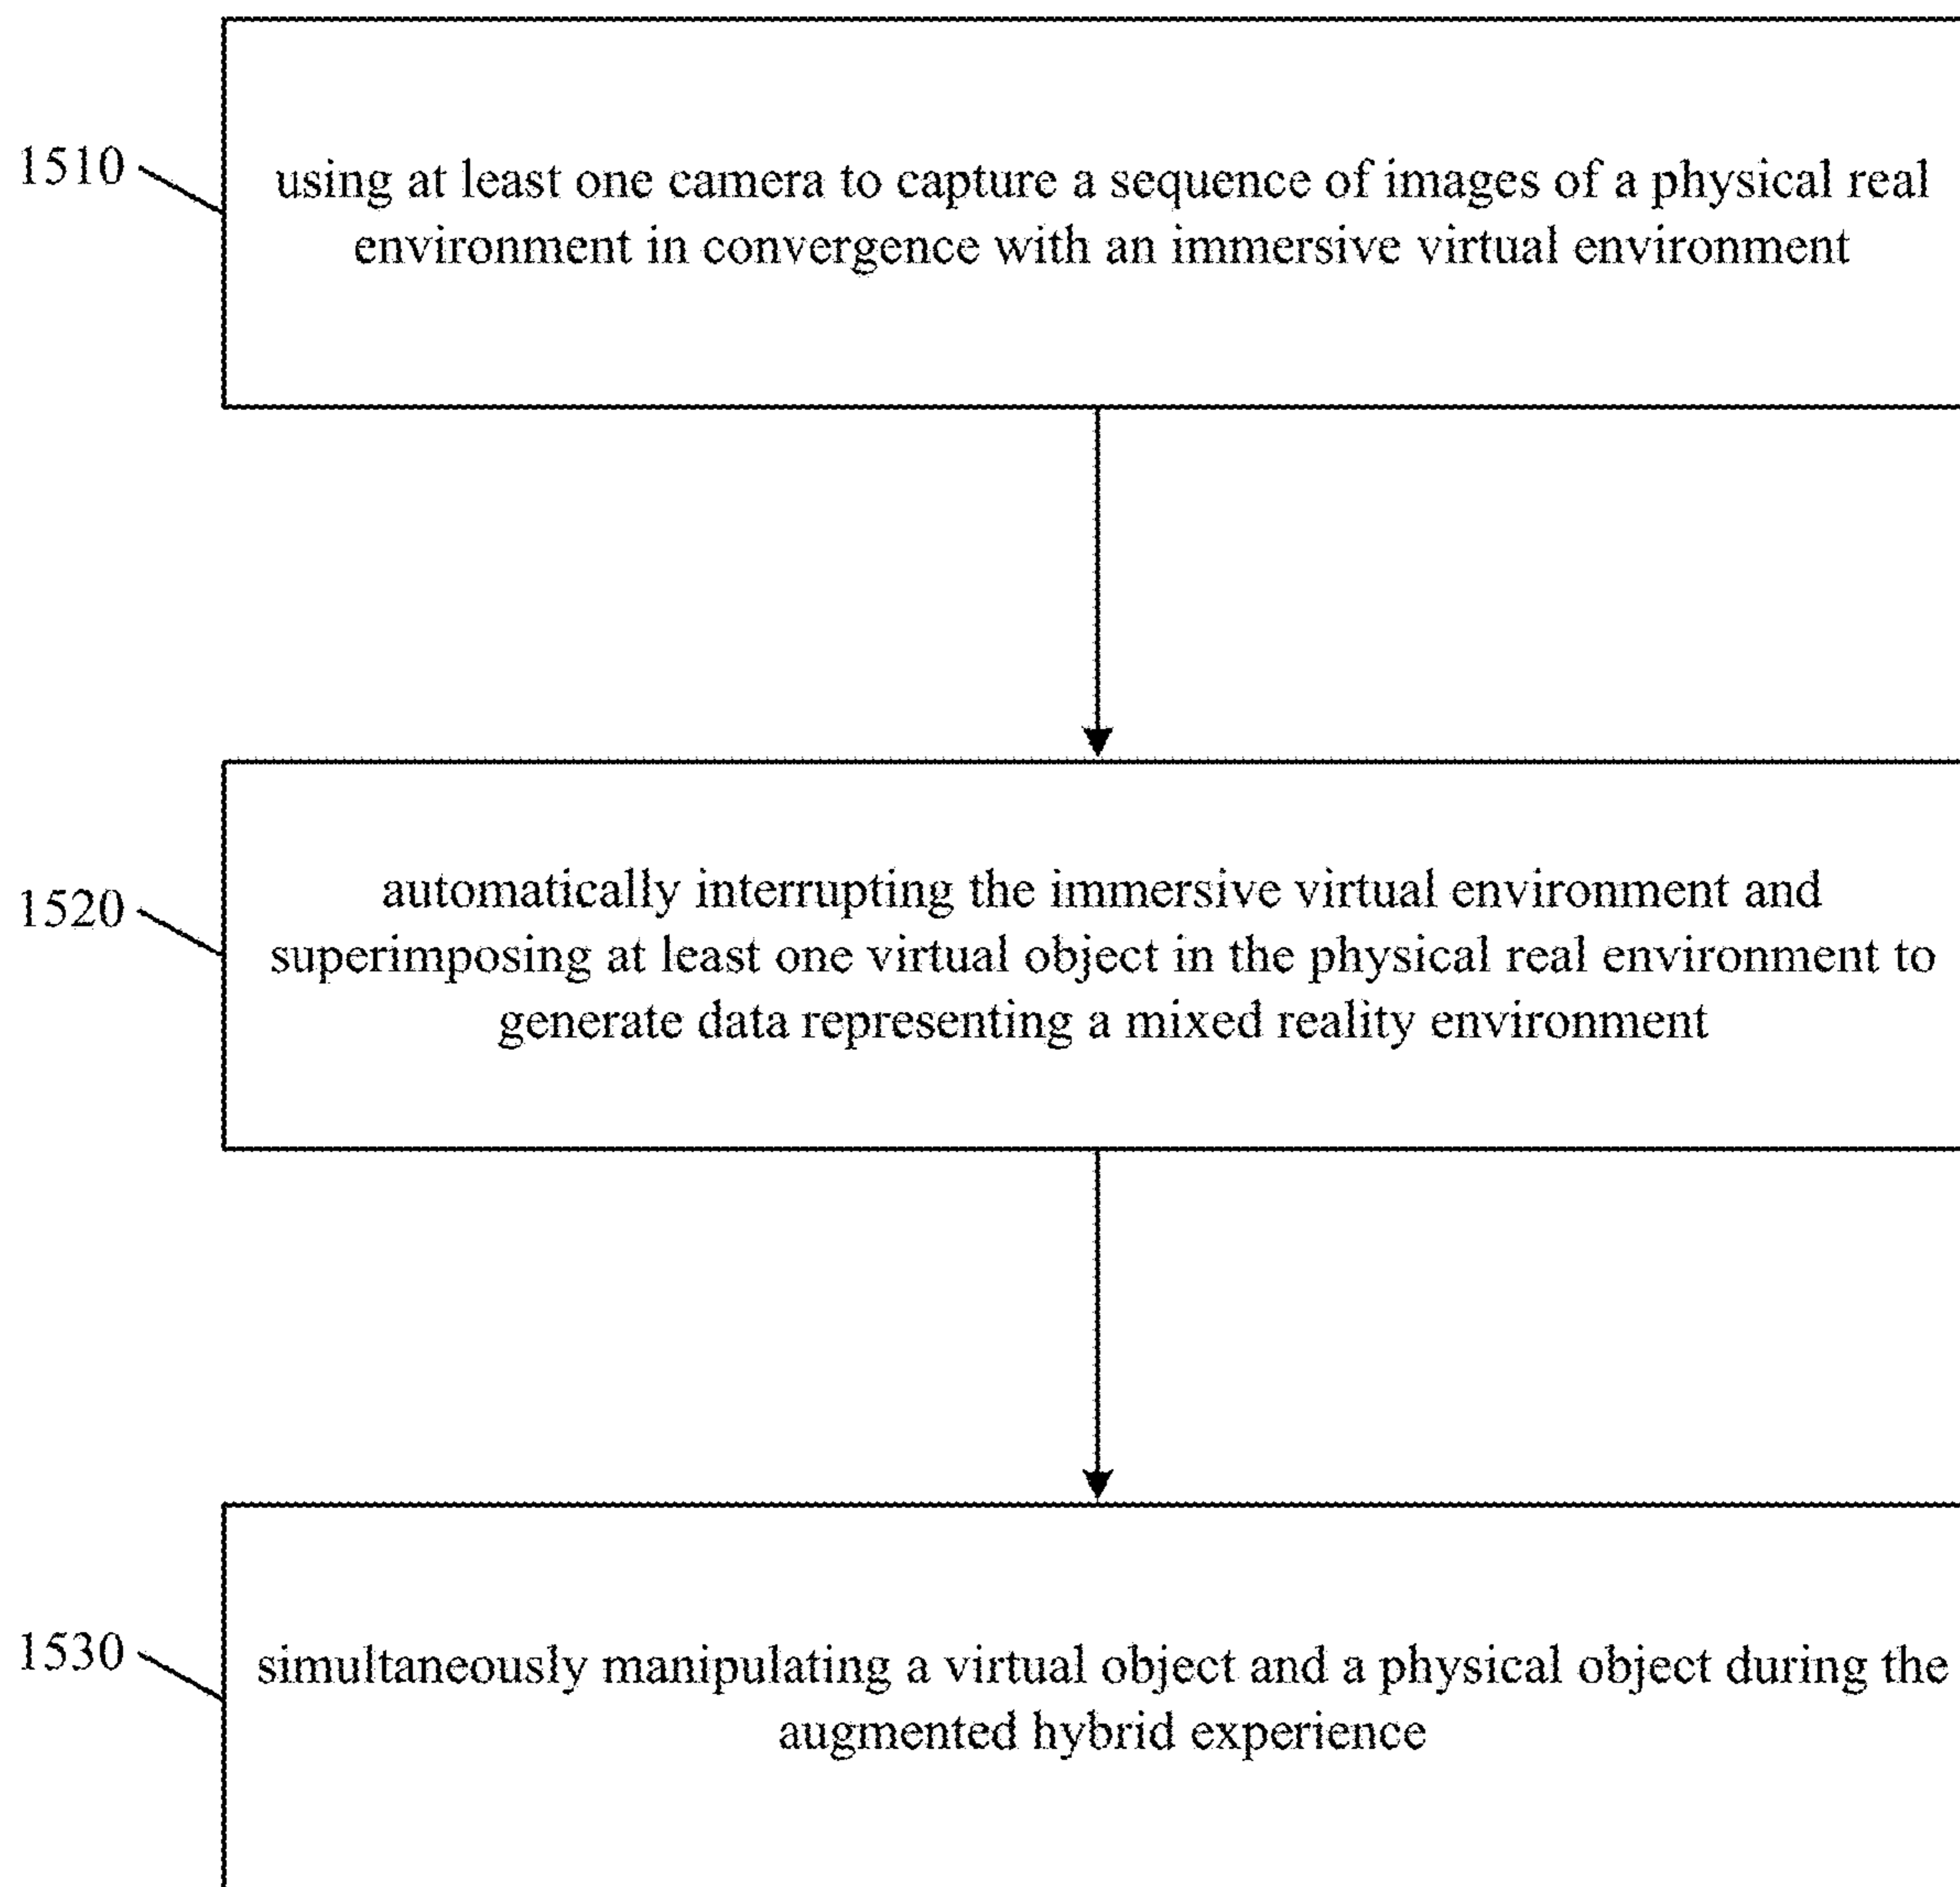 1510
using at least one camera to capture a sequence of images of a physical real
environment in convergence with an immersive virtual environment
1520
automatically interrupting the immersive virtual environment and
superimposing at least one virtual object in the physical real environment to
generate data representing a mixed reality environment
1530
simultaneously manipulating a virtual object and a physical object during the
augmented hybrid experience